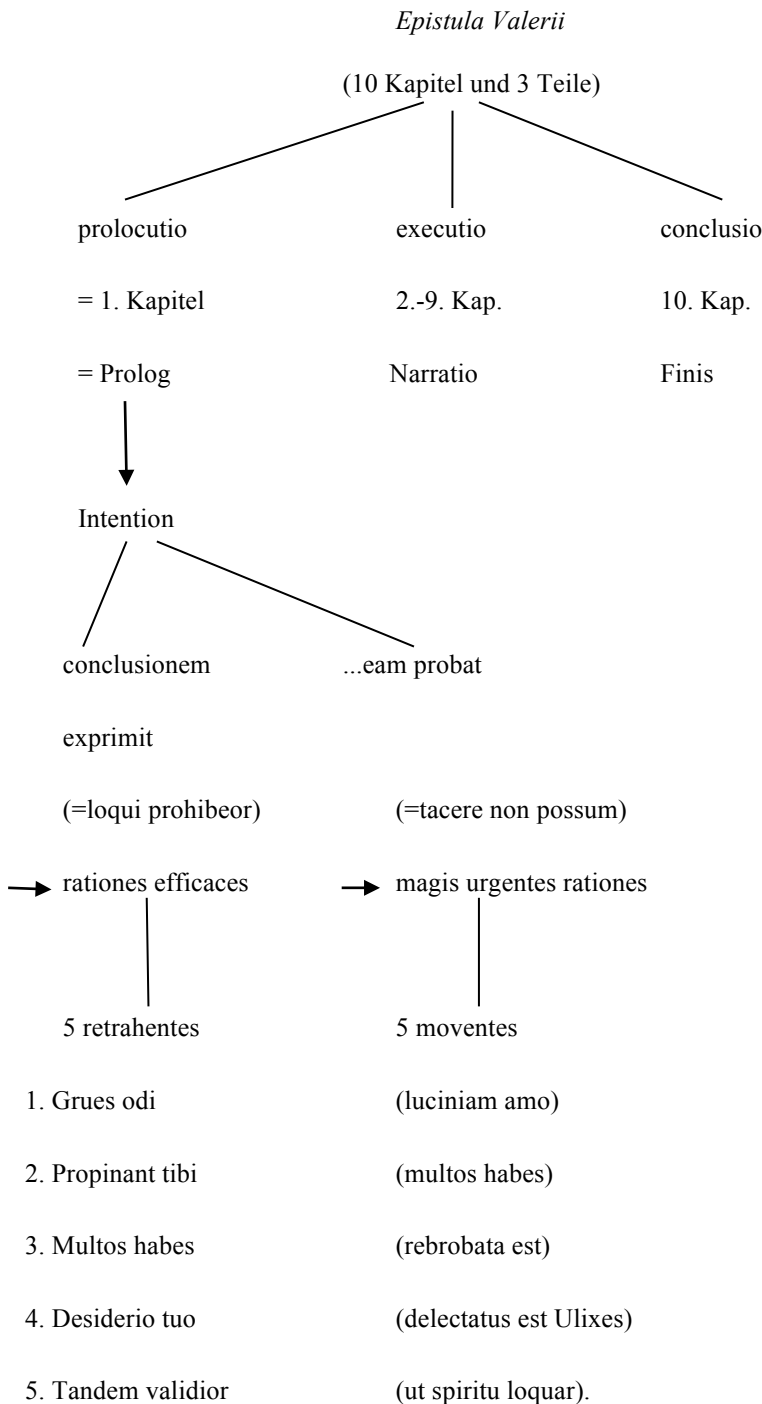 Epistula Valerii
(10 Kapitel und 3 Teile)
prolocutio executio conclusio
= 1. Kapitel 2.-9. Kap. 10. Kap.
= Prolog Narratio Finis
Intention
conclusionem ...eam probat
exprimit
(=loqui prohibeor) (=tacere non possum)
rationes efficaces magis urgentes rationes
5 retrahentes 5 moventes
1. Grues odi (luciniam amo)
2. Propinant tibi (multos habes)
3. Multos habes (rebrobata est)
4. Desiderio tuo (delectatus est Ulixes)
5. Tandem validior (ut spiritu loquar).